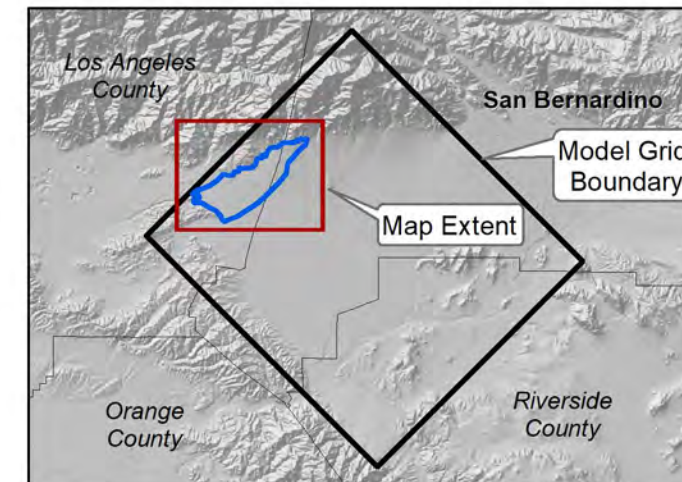 Los Angeles
County
San Bernardino
Model Grid
Boundary
Map Extent
Orange
County
Riverside
County